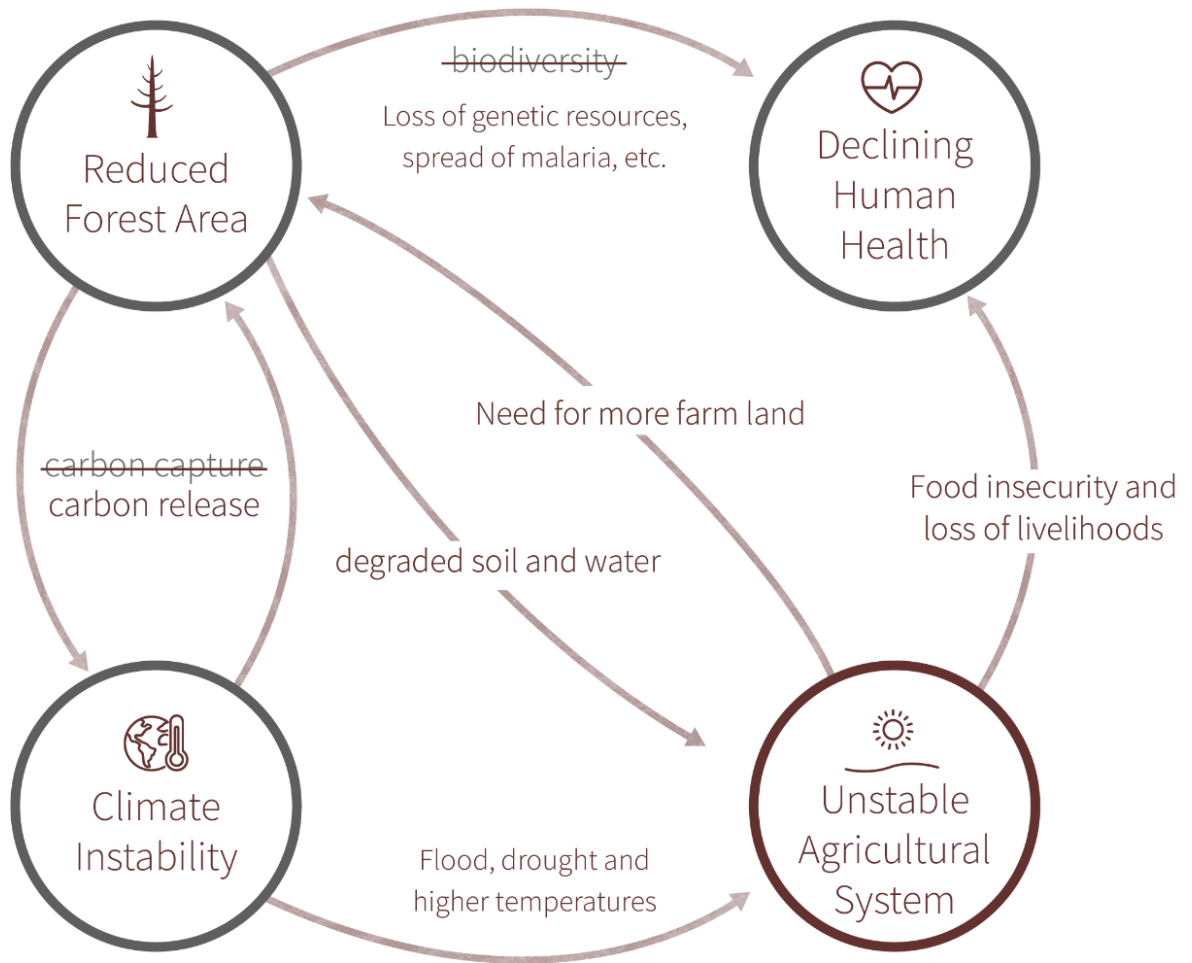 biodiversity
Loss of genetic resources,
spread of malaria, etc.
Reduced
Forest Area
Declining
Human
Health
Need for more farm land
carbon capture
carbon release
Food insecurity and
loss of livelihoods
degraded soil and water
Climate
Instability
Flood, drought and
higher temperatures
Unstable
Agricultural
System